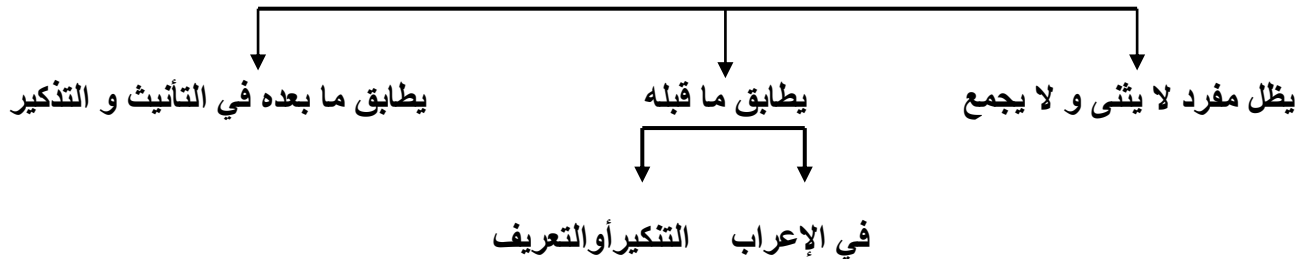 يظل مفرد لا يثنى و لا يجمع
يطابق ما قبله
يطابق ما بعده في التأنيث و التذكير
في الإعراب
التنكيرأوالتعريف